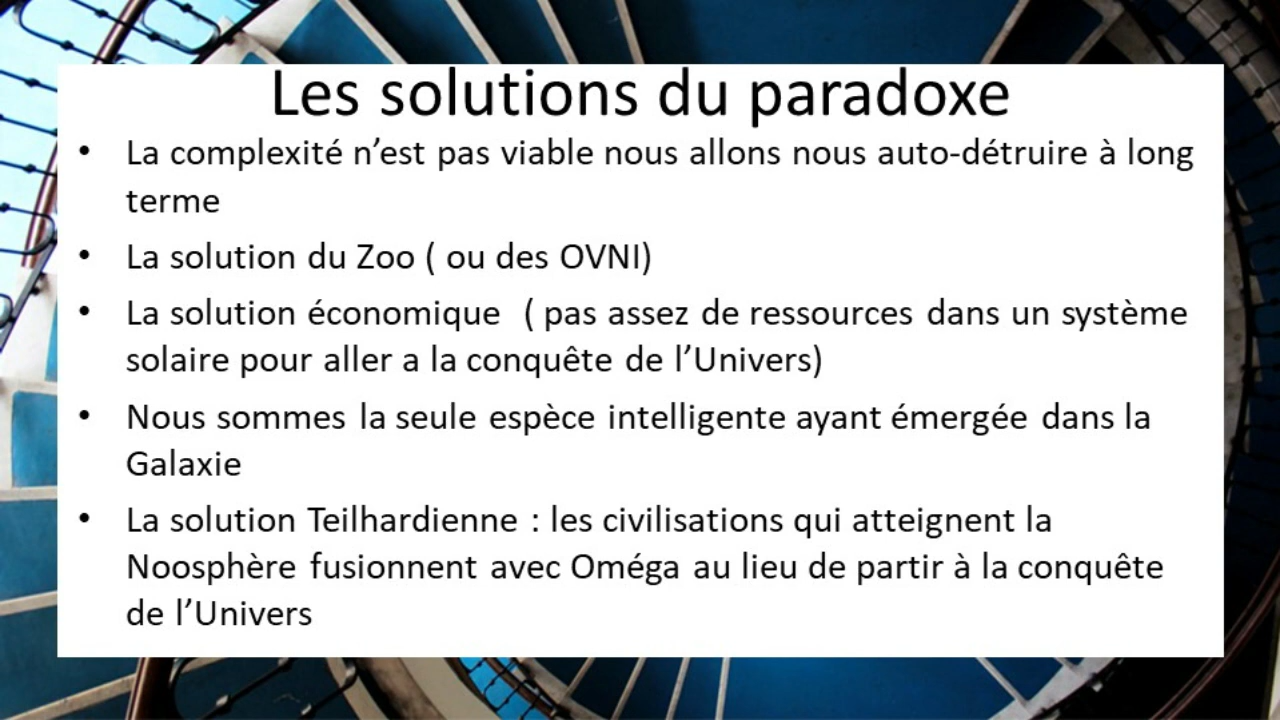 Les solutions du paradoxe
• La complexité n’est pas viable nous allons nous auto-détruire à long
terme
• La solution du Zoo ( ou des OVNI)
• La solution économique ( pas assez de ressources dans un système
solaire pour aller a la conquête de l’Univers)
• Nous sommes la seule espèce intelligente ayant émergée dans la
Galaxie
• La solution Teilhardienne : les civilisations qui atteignent la
Noosphère fusionnent avec Oméga au lieu de partir à la conquête
de l’Univers